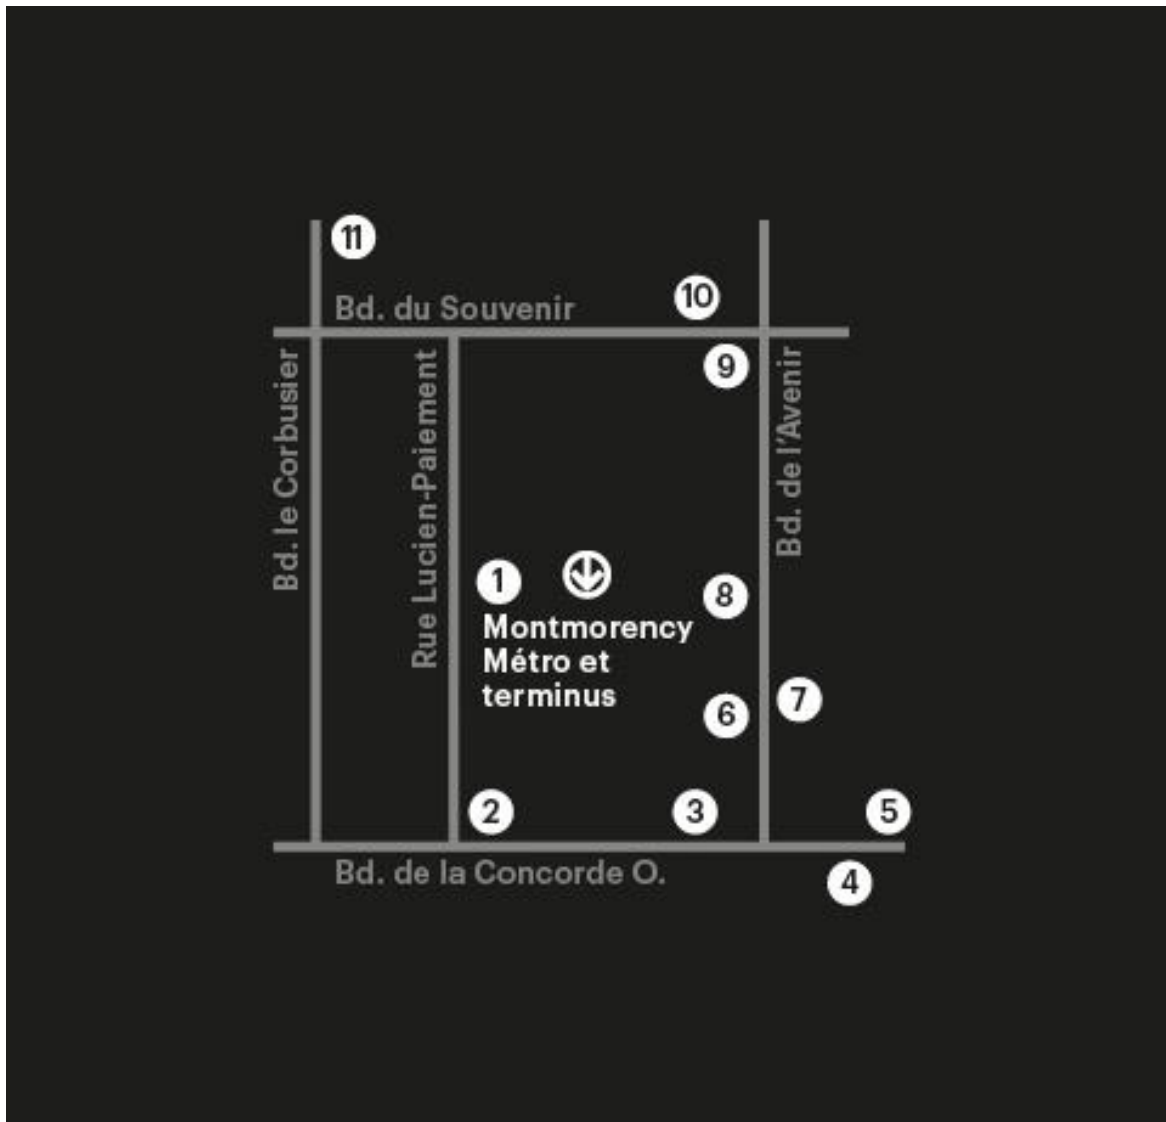 11
10
Bd. du Souvenir
9
Bd. le Corbusier
Rue Lucien-Paiement
Bd. de l'Avenir
1
8
Montmorency
Métro et
terminus
7
6
2
3
5
Bd. de la Concorde O.
4